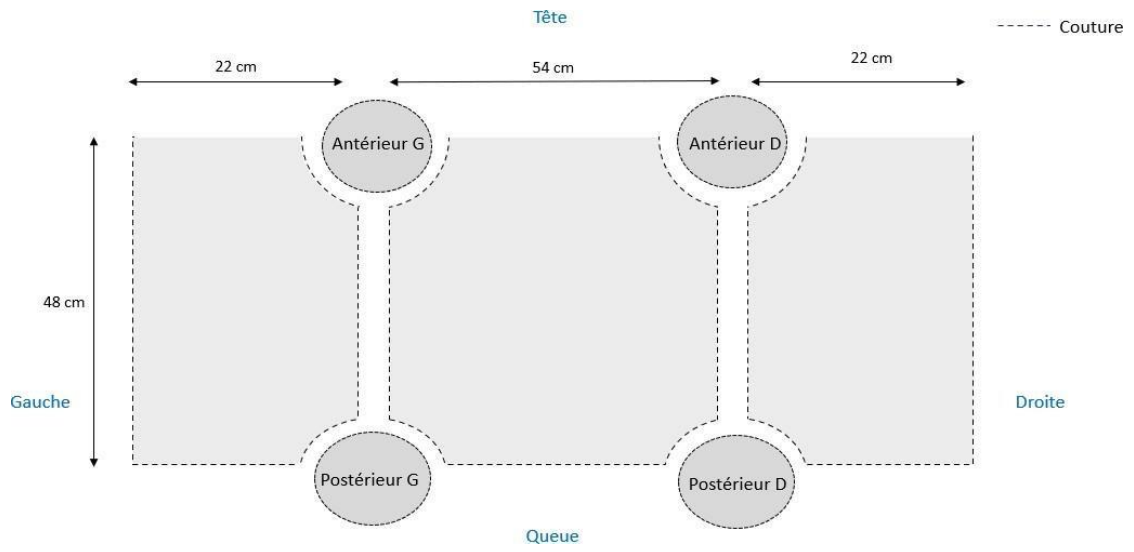 Tête
Couture
22 cm
54 cm
22 cm
Antérieur G
Antérieur D
48 cm
Gauche
Droite
Postérieur G
Postérieur D
Queue